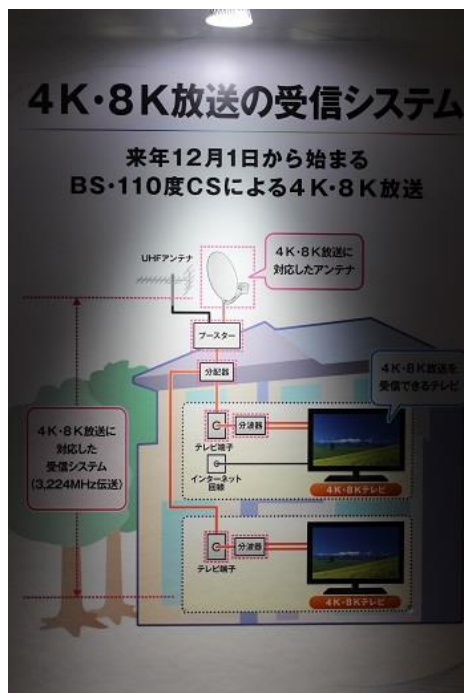 4K・8K放送の受信システム
来年12月1日から始まる
BS・110度CSによる4K・8K放送
UHFアンテナ
4K・8K放送に
対応したアンテナ
ブースター
分配器
4K・8K放送を
受信できるテレビ
4K・8K放送に
対応した
受信システム
(3,224MHz伝送)
分波器
テレビ端子
インターネット
回線
4K・8Kテレビ
分波器
テレビ端子
4K・8Kテレビ